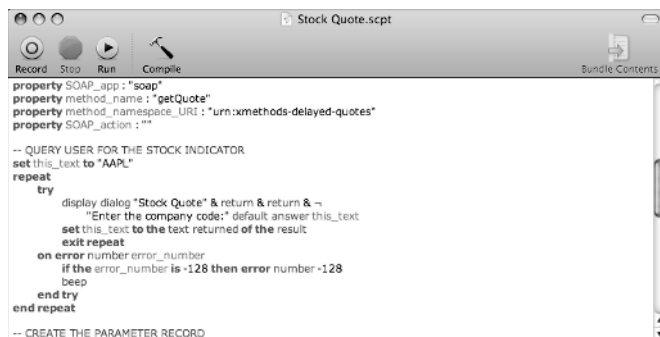 Stock Quote.scpt
Record Stop Run Compile Bundle Contents
property SOAP_app : "soap"
property method_name : "getQuote"
property method_namespace_URI : "urn:xmethods-delayed-quotes"
property SOAP_action : ""
-- QUERY USER FOR THE STOCK INDICATOR
set this_text to "AAPL"
repeat
try
display dialog "Stock Quote" & return & return & ¬
"Enter the company code:" default answer this_text
set this_text to the text returned of the result
exit repeat
on error number error_number
if the error_number is -128 then error number -128
beep
end try
end repeat
-- CREATE THE PARAMETER RECORD